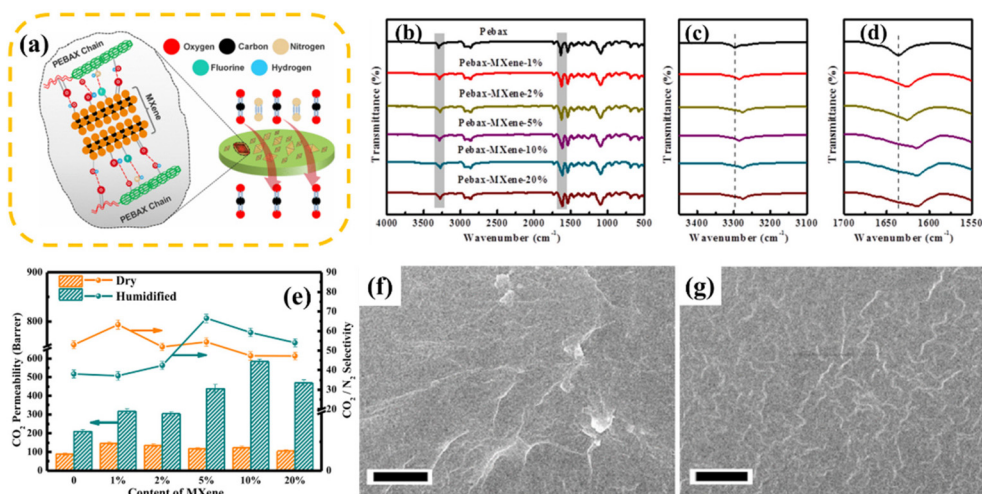 (a)
PEBAX Chain
MXene
PEBAX Chain
Oxygen Carbon Nitrogen
Fluorine Hydrogen
(b)
Pebax
Pebax-MXene-1%
Pebax-MXene-2%
Pebax-MXene-5%
Pebax-MXene-10%
Pebax-MXene-20%
Transmittance (%)
4000 3500 3000 2500 2000 1500 1000 500
Wavenumber (cm⁻¹)
(c)
Transmittance (%)
3400 3300 3200 3100
Wavenumber (cm⁻¹)
(d)
Transmittance (%)
1700 1650 1600 1550
Wavenumber (cm⁻¹)
(e)
Dry
Humidified
CO₂ Permeability (Barrer)
900
800
600
500
400
300
200
100
0
CO₂ / N₂ Selectivity
90
80
70
60
50
40
30
20
0
0 1% 2% 5% 10% 20%
Content of MXene
(f)
(g)